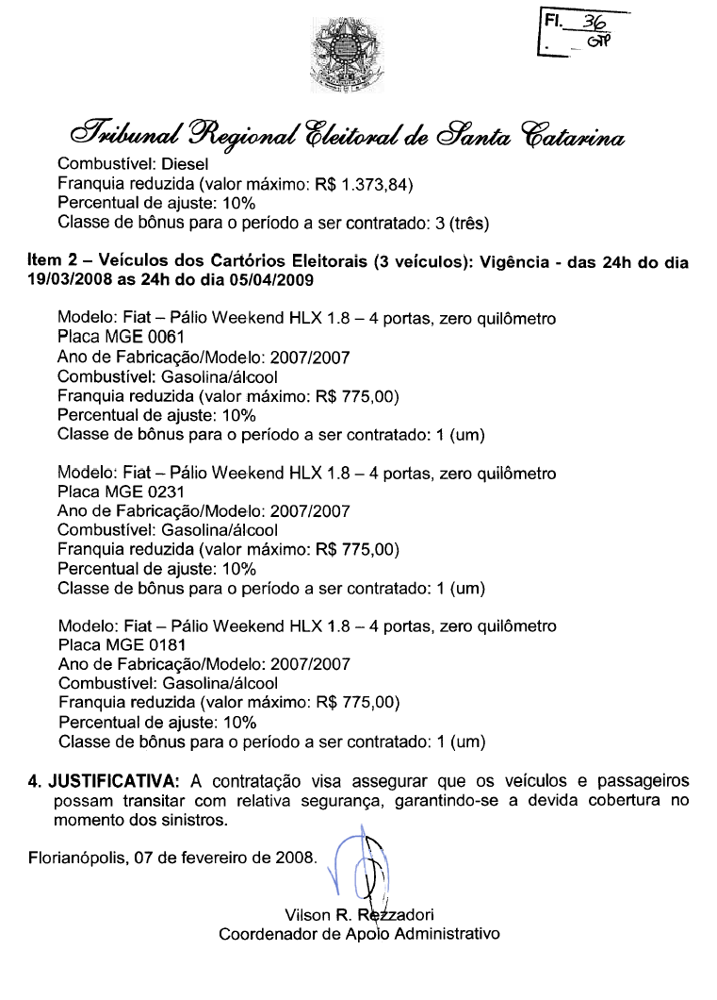 Fl. 36
GTP
Tribunal Regional Eleitoral de Santa Catarina
Combustível: Diesel
Franquia reduzida (valor máximo: R$ 1.373,84)
Percentual de ajuste: 10%
Classe de bônus para o período a ser contratado: 3 (três)
Item 2 – Veículos dos Cartórios Eleitorais (3 veículos): Vigência - das 24h do dia
19/03/2008 as 24h do dia 05/04/2009
Modelo: Fiat – Pálio Weekend HLX 1.8 – 4 portas, zero quilômetro
Placa MGE 0061
Ano de Fabricação/Modelo: 2007/2007
Combustível: Gasolina/álcool
Franquia reduzida (valor máximo: R$ 775,00)
Percentual de ajuste: 10%
Classe de bônus para o período a ser contratado: 1 (um)
Modelo: Fiat – Pálio Weekend HLX 1.8 – 4 portas, zero quilômetro
Placa MGE 0231
Ano de Fabricação/Modelo: 2007/2007
Combustível: Gasolina/álcool
Franquia reduzida (valor máximo: R$ 775,00)
Percentual de ajuste: 10%
Classe de bônus para o período a ser contratado: 1 (um)
Modelo: Fiat – Pálio Weekend HLX 1.8 – 4 portas, zero quilômetro
Placa MGE 0181
Ano de Fabricação/Modelo: 2007/2007
Combustível: Gasolina/álcool
Franquia reduzida (valor máximo: R$ 775,00)
Percentual de ajuste: 10%
Classe de bônus para o período a ser contratado: 1 (um)
4. JUSTIFICATIVA: A contratação visa assegurar que os veículos e passageiros
possam transitar com relativa segurança, garantindo-se a devida cobertura no
momento dos sinistros.
Florianópolis, 07 de fevereiro de 2008.
Vilson R. Rezzadori
Coordenador de Apoio Administrativo